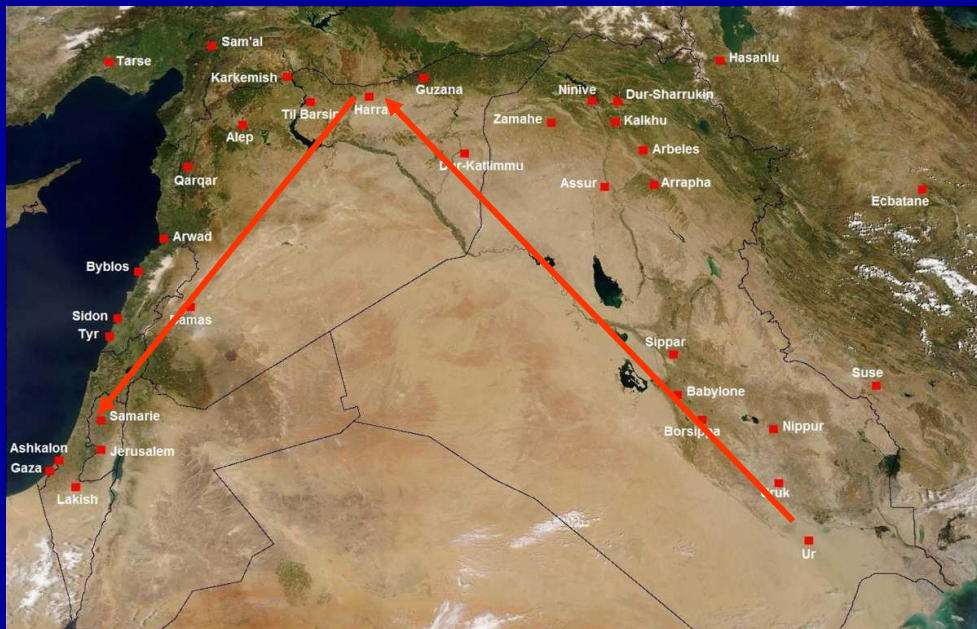 Sam'al
Tarse
Hasanlu
Karkemish
Guzana
Ninive
Dur-Sharrukin
Til Barsip
Harran
Zamahe
Kalkhu
Alep
Arbeles
Dur-Katlimmu
Qarqar
Assur
Arrapha
Ecbatane
Arwad
Byblos
Sidon
Damas
Tyr
Sippar
Suse
Babylone
Samarie
Borsippa
Nippur
Ashkalon
Jerusalem
Gaza
Lakish
Uruk
Ur